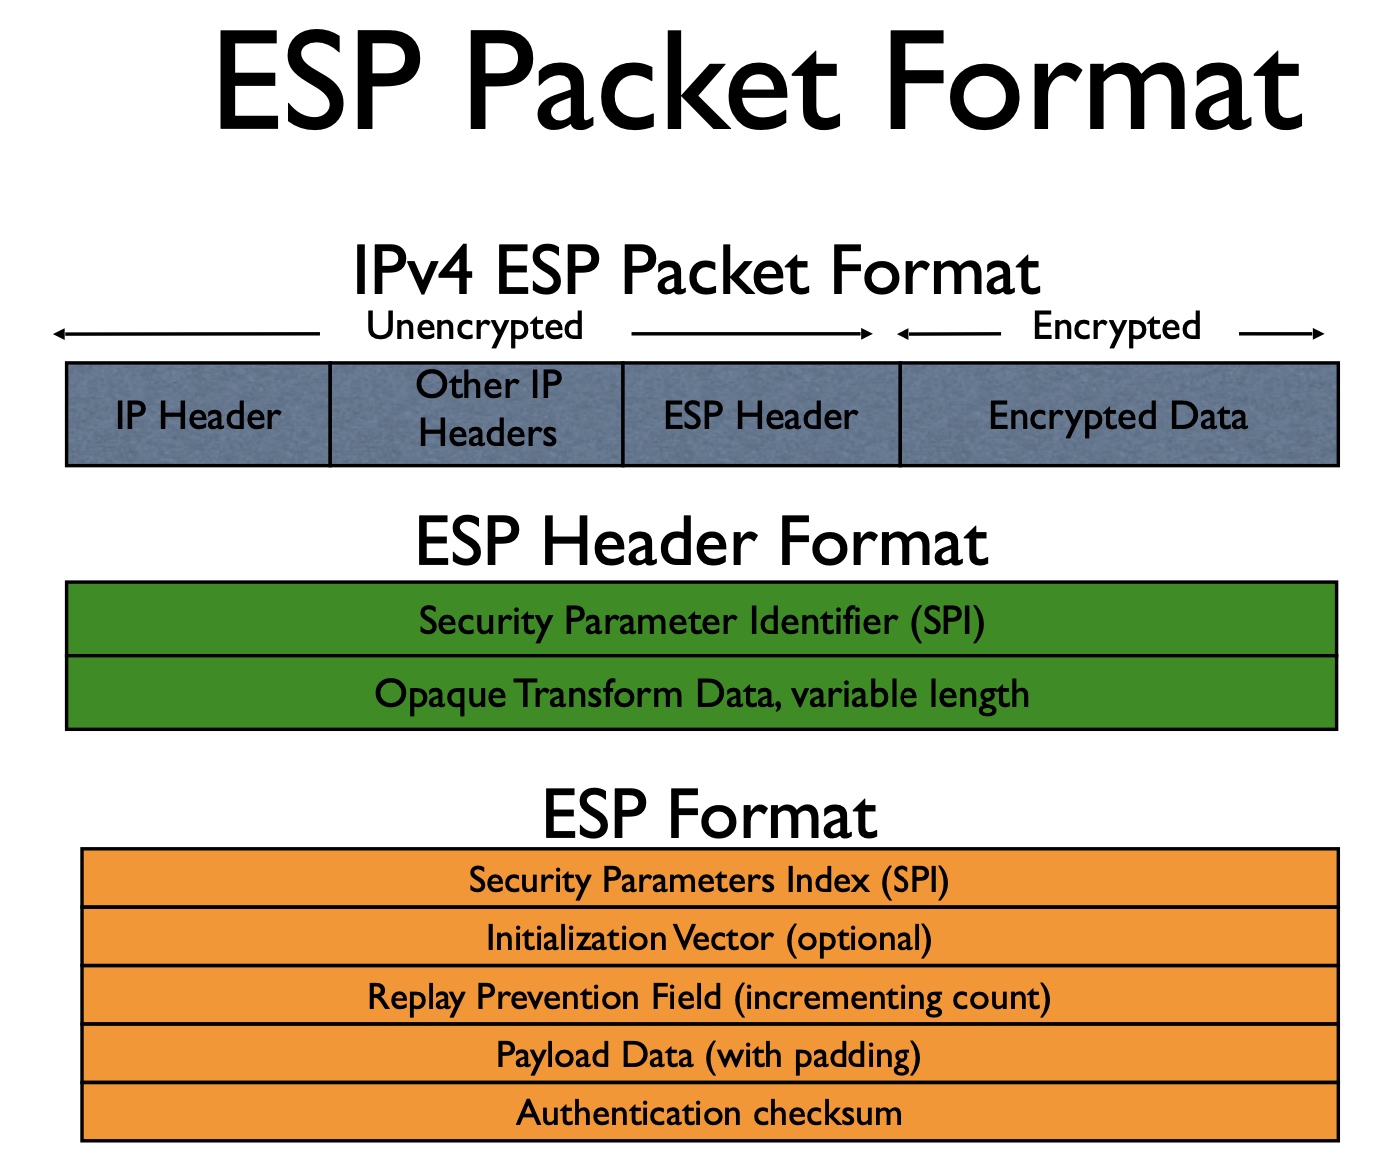 ESP Packet Format
IPv4 ESP Packet Format
Unencrypted
Encrypted
IP Header
Other IP
Headers
ESP Header
Encrypted Data
ESP Header Format
Security Parameter Identifier (SPI)
Opaque Transform Data, variable length
ESP Format
Security Parameters Index (SPI)
Initialization Vector (optional)
Replay Prevention Field (incrementing count)
Payload Data (with padding)
Authentication checksum